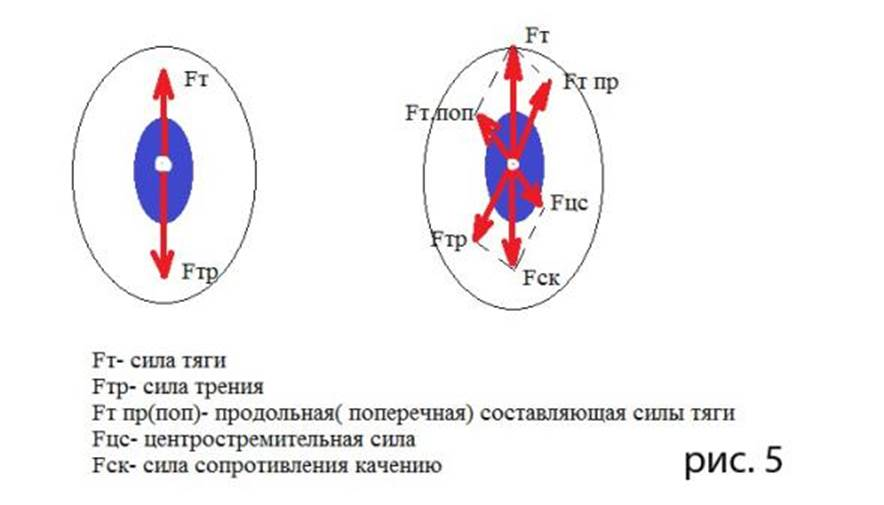 Fт
Fтр
Fт
Fт пр
Fт.поп
Fцс
Fтр
Fск
Fт- сила тяги
Fтр- сила трения
Fт пр(поп)- продольная( поперечная) составляющая силы тяги
Fцс- центростремительная сила
Fск- сила сопротивления качению
рис. 5